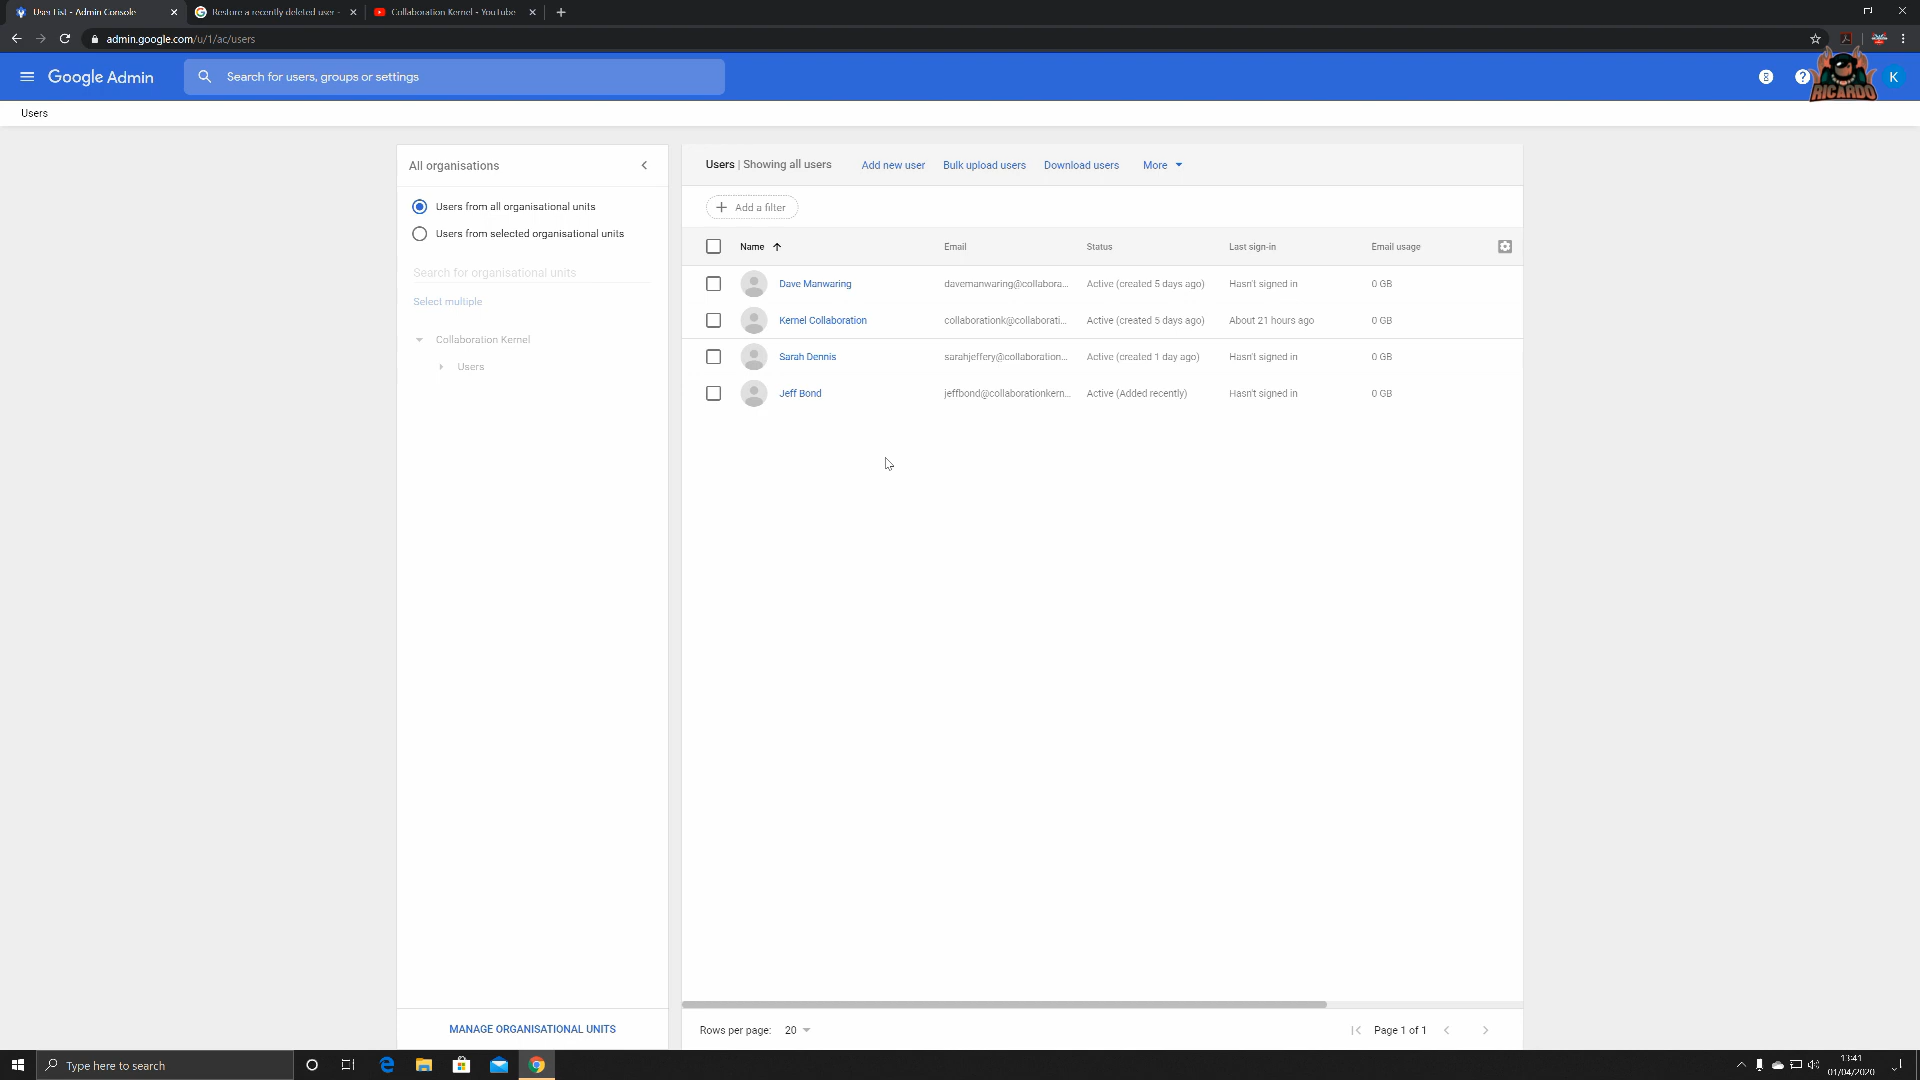 User List - Admin Console
Restore a recently deleted user -
Collaboration Kernel - YouTube
admin.google.com/u/1/ac/users
Google Admin
Search for users, groups or settings
K
RICARDO
Users
All organisations
Users from all organisational units
Users from selected organisational units
Search for organisational units
Select multiple
Collaboration Kernel
Users
MANAGE ORGANISATIONAL UNITS
Users | Showing all users Add new user Bulk upload users Download users More
Add a filter
Name Email Status Last sign-in Email usage
Dave Manwaring davemanwaring@collabora... Active (created 5 days ago) Hasn't signed in 0 GB
Kernel Collaboration collaborationk@collaborati... Active (created 5 days ago) About 21 hours ago 0 GB
Sarah Dennis sarahjeffery@collaboration... Active (created 1 day ago) Hasn't signed in 0 GB
Jeff Bond jeffbond@collaborationkern... Active (Added recently) Hasn't signed in 0 GB
Rows per page: 20 Page 1 of 1
Type here to search
13:41
01/04/2020